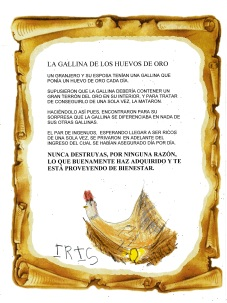 LA GALLINA DE LOS HUEVOS DE ORO
UN GRANJERO Y SU ESPOSA TENÍAN UNA GALLINA QUE
PONÍA UN HUEVO DE ORO CADA DÍA.
SUPUSIERON QUE LA GALLINA DEBERÍA CONTENER UN
GRAN TERRÓN DEL ORO EN SU INTERIOR, Y PARA TRATAR
DE CONSEGUIRLO DE UNA SOLA VEZ, LA MATARON.
HACIÉNDOLO ASÍ PUES, ENCONTRARON PARA SU
SORPRESA QUE LA GALLINA SE DIFERENCIABA EN NADA DE
SUS OTRAS GALLINAS.
EL PAR DE INGENUOS, ESPERANDO LLEGAR A SER RICOS
DE UNA SOLA VEZ, SE PRIVARON EN ADELANTE DEL
INGRESO DEL CUAL SE HABÍAN ASEGURADO DÍA POR DÍA.
NUNCA DESTRUYAS, POR NINGUNA RAZÓN,
LO QUE BUENAMENTE HAZ ADQUIRIDO Y TE
ESTÁ PROVEYENDO DE BIENESTAR.
IRIS